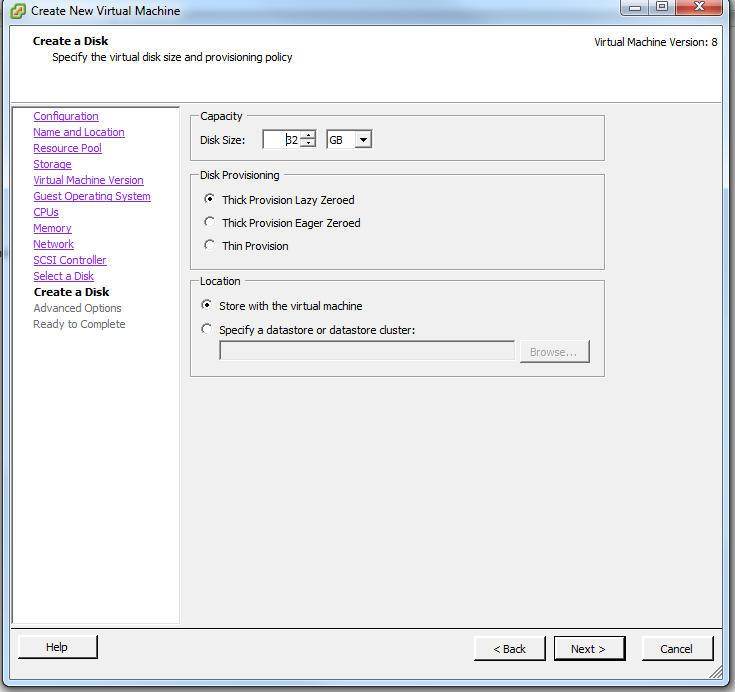 Create New Virtual Machine
Create a Disk
Specify the virtual disk size and provisioning policy
Virtual Machine Version: 8
Configuration
Name and Location
Resource Pool
Storage
Virtual Machine Version
Guest Operating System
CPUs
Memory
Network
SCSI Controller
Select a Disk
Create a Disk
Advanced Options
Ready to Complete
Capacity
Disk Size: 32 GB
Disk Provisioning
Thick Provision Lazy Zeroed
Thick Provision Eager Zeroed
Thin Provision
Location
Store with the virtual machine
Specify a datastore or datastore cluster:
Browse...
Help
< Back
Next >
Cancel